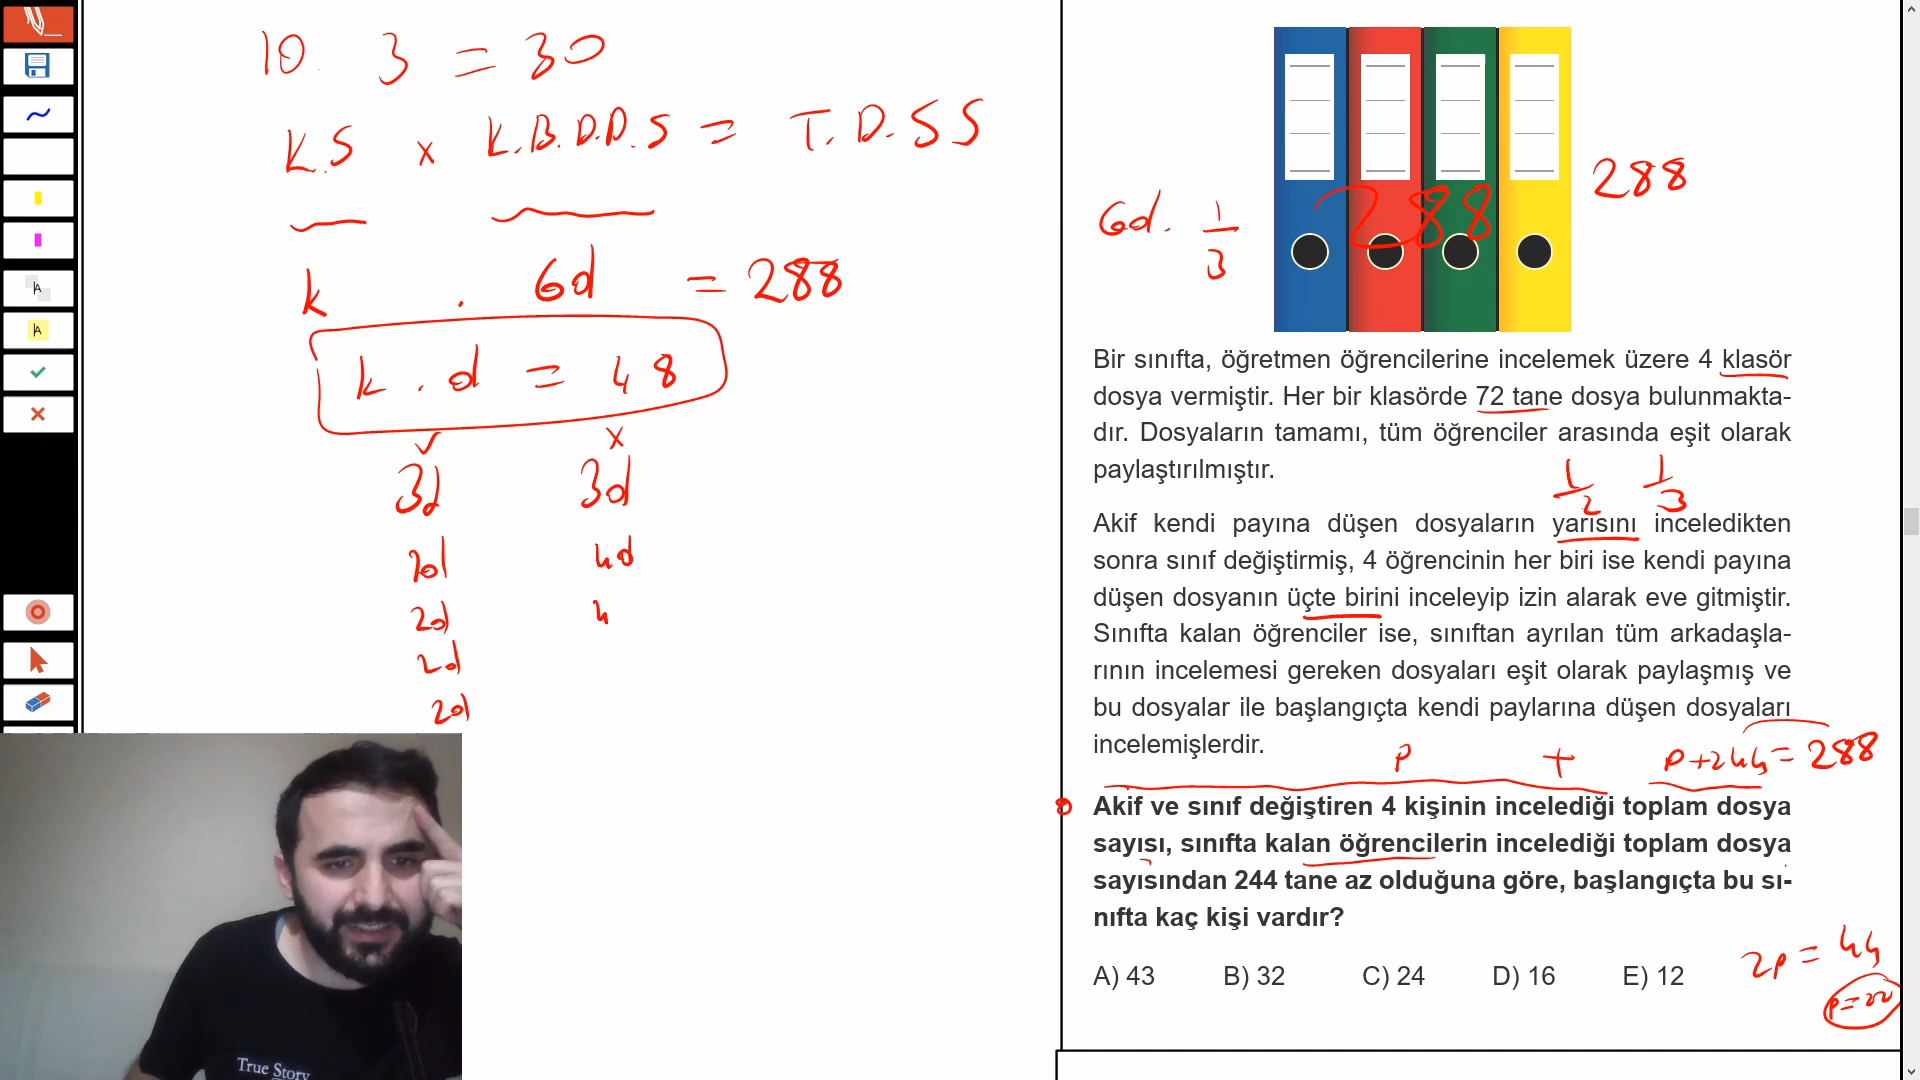 10. 3 = 30
K.S x K.B.D.D.S = T.D.SS
k . 6d = 288
k . d = 48
3d
2d
2d
2d
2d
x
3d
4d
4
True Story
6d. 1/3
288
288
Bir sınıfta, öğretmen öğrencilerine incelemek üzere 4 klasör
dosya vermiştir. Her bir klasörde 72 tane dosya bulunmakta-
dır. Dosyaların tamamı, tüm öğrenciler arasında eşit olarak
paylaştırılmıştır.
1/2 1/3
Akif kendi payına düşen dosyaların yarısını inceledikten
sonra sınıf değiştirmiş, 4 öğrencinin her biri ise kendi payına
düşen dosyanın üçte birini inceleyip izin alarak eve gitmiştir.
Sınıfta kalan öğrenciler ise, sınıftan ayrılan tüm arkadaşla-
rının incelemesi gereken dosyaları eşit olarak paylaşmış ve
bu dosyalar ile başlangıçta kendi paylarına düşen dosyaları
incelemişlerdir.
P + P+244 = 288
Akif ve sınıf değiştiren 4 kişinin incelediği toplam dosya
sayısı, sınıfta kalan öğrencilerin incelediği toplam dosya
sayısından 244 tane az olduğuna göre, başlangıçta bu sı-
nıfta kaç kişi vardır?
A) 43 B) 32 C) 24 D) 16 E) 12
2P = 44
P=22